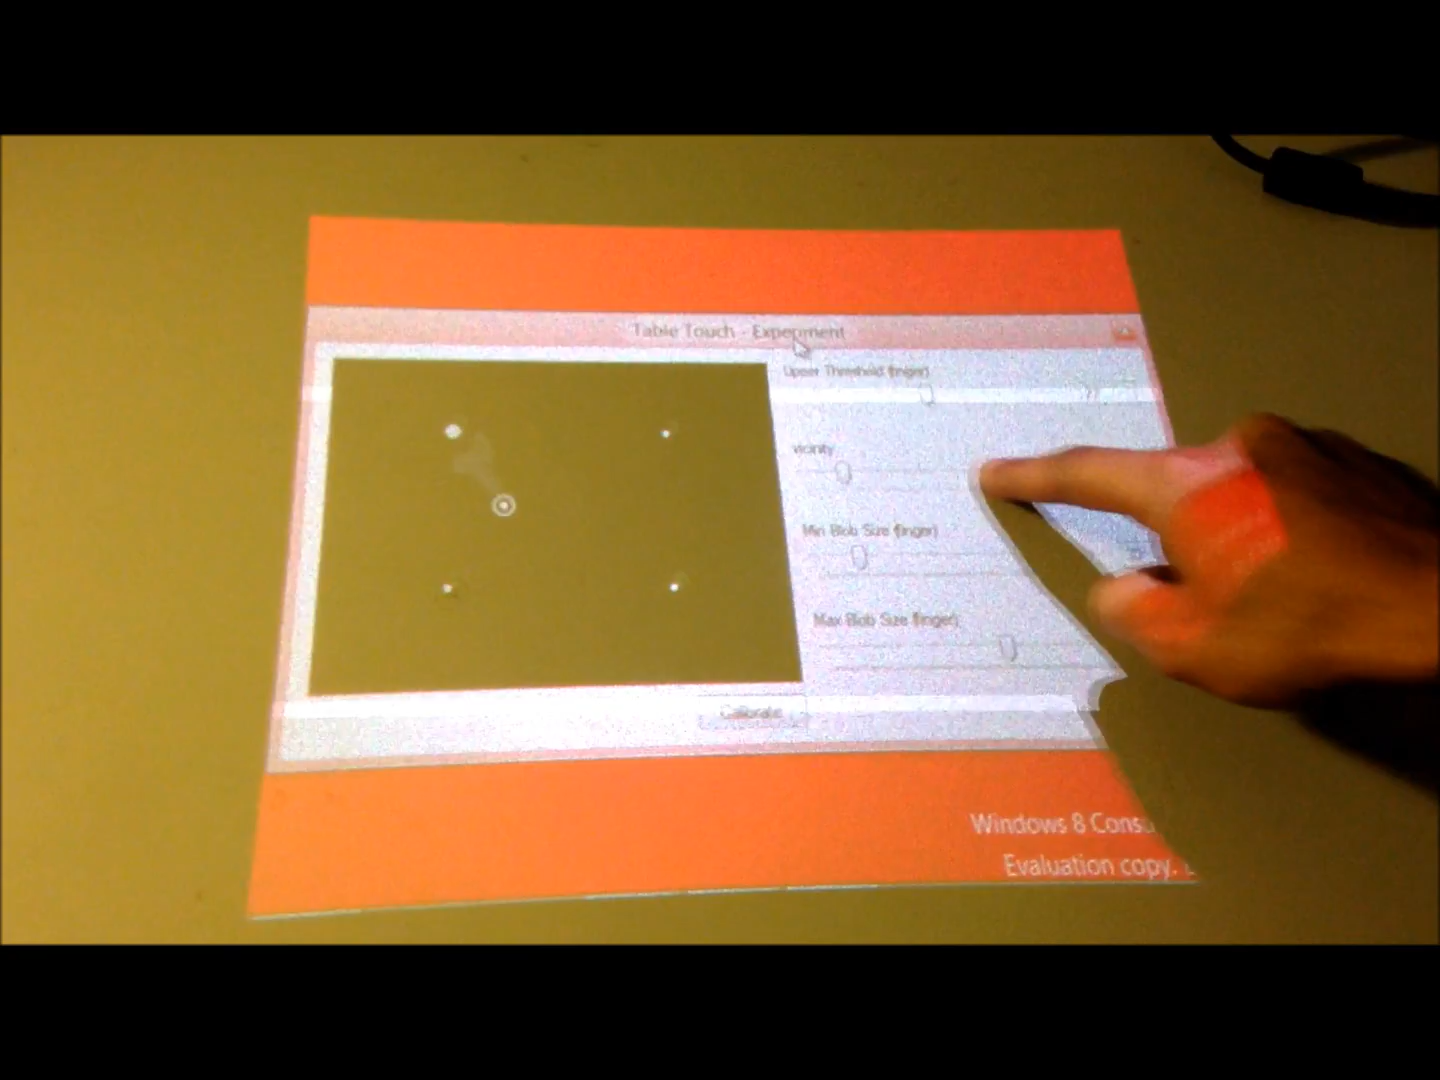 Table Touch - Experiment
Upper Threshold (finger)
vicinity
Min Blob Size (finger)
Max Blob Size (finger)
Calibrate
Windows 8 Consu
Evaluation copy.